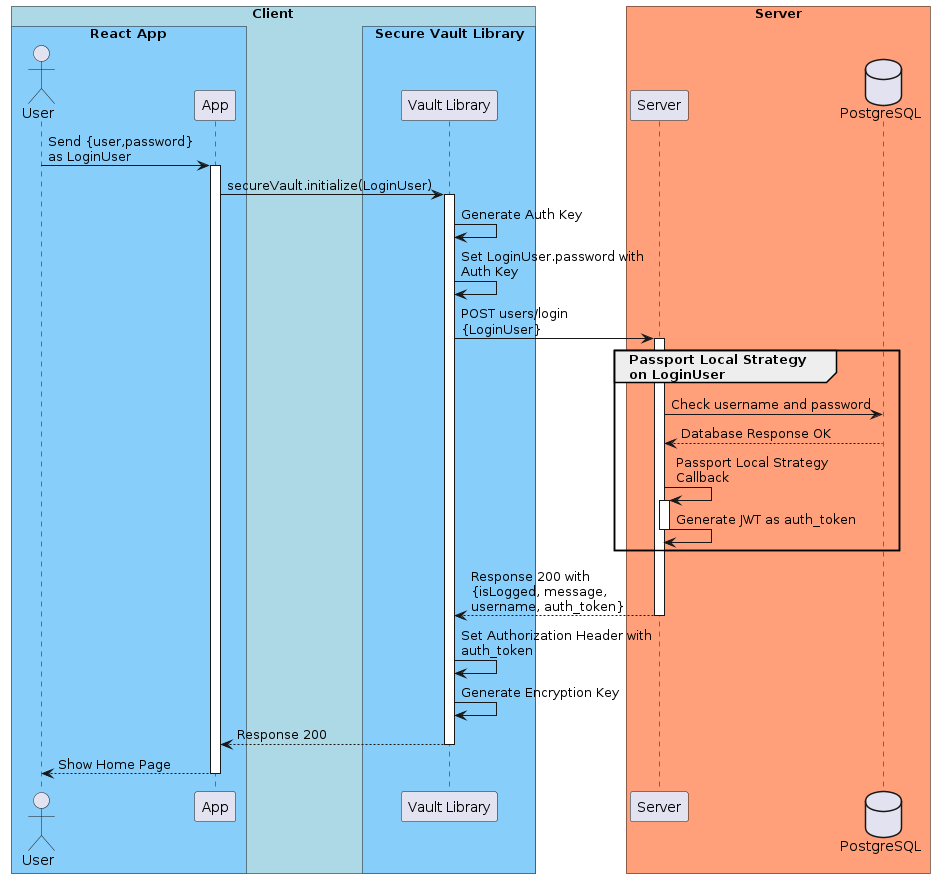 Client
Server
React App
Secure Vault Library
User
App
Vault Library
Server
PostgreSQL
Send {user,password}
as LoginUser
secureVault.initialize(LoginUser)
Generate Auth Key
Set LoginUser.password with
Auth Key
POST users/login
{LoginUser}
Passport Local Strategy
on LoginUser
Check username and password
Database Response OK
Passport Local Strategy
Callback
Generate JWT as auth_token
Response 200 with
{isLogged, message,
username, auth_token}
Set Authorization Header with
auth_token
Generate Encryption Key
Response 200
Show Home Page
User
App
Vault Library
Server
PostgreSQL